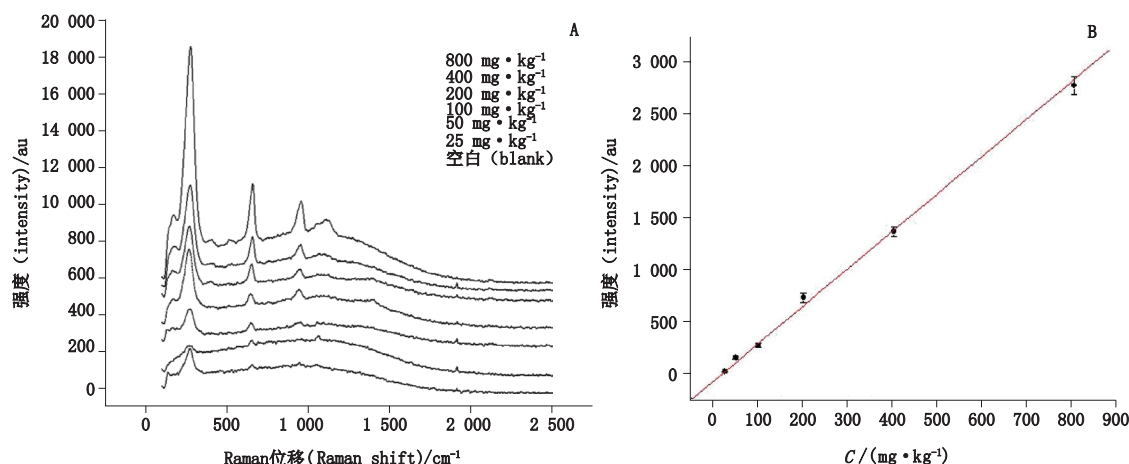 A
20 000
18 000
16 000
14 000
12 000
10 000
800
600
400
200
0
强度 (intensity)/au
800 mg·kg⁻¹
400 mg·kg⁻¹
200 mg·kg⁻¹
100 mg·kg⁻¹
50 mg·kg⁻¹
25 mg·kg⁻¹
空白 (blank)
0 500 1 000 1 500 2 000 2 500
Raman位移(Raman shift)/cm⁻¹
B
3 000
2 500
2 000
1 500
1 000
500
0
强度 (intensity)/au
0 100 200 300 400 500 600 700 800 900
C/(mg·kg⁻¹)